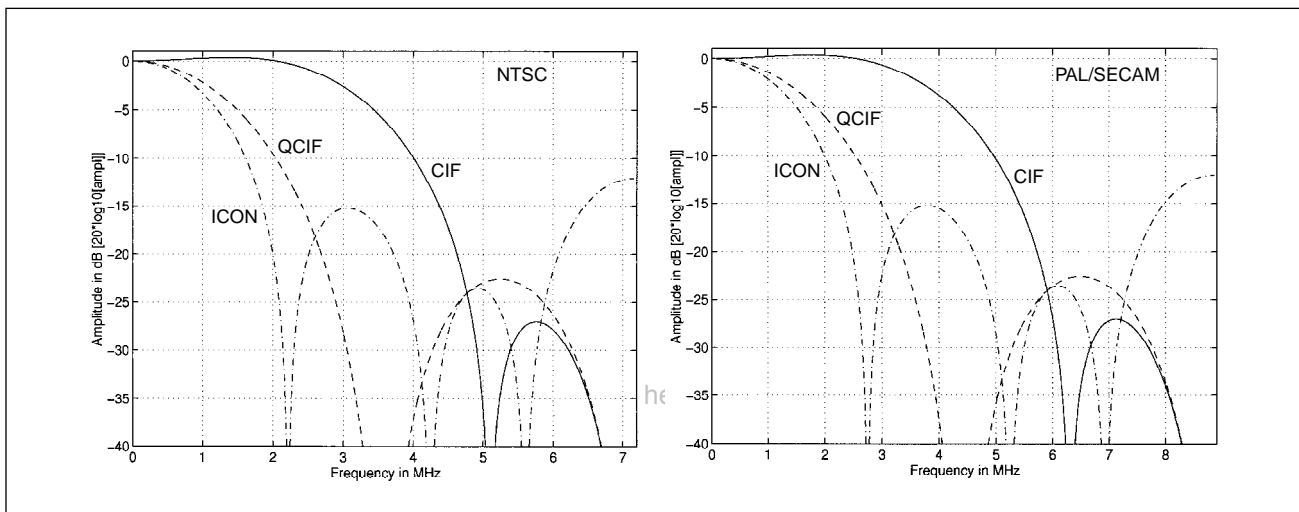 NTSC
QCIF
CIF
ICON
0
−5
−10
−15
−20
−25
−30
−35
−40
Amplitude in dB [20*log10[ampl]]
0 1 2 3 4 5 6 7
Frequency in MHz
PAL/SECAM
QCIF
CIF
ICON
0
−5
−10
−15
−20
−25
−30
−35
−40
Amplitude in dB [20*log10[ampl]]
0 1 2 3 4 5 6 7 8
Frequency in MHz